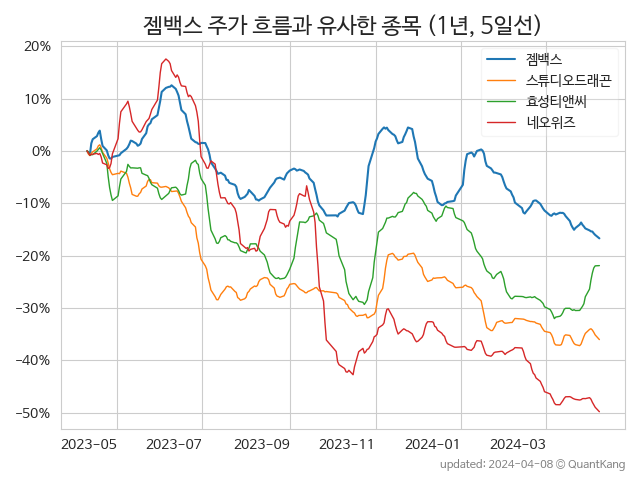 젬백스 주가 흐름과 유사한 종목 (1년, 5일선)
젬백스
스튜디오드래곤
효성티앤씨
네오위즈
20%
10%
0%
−10%
−20%
−30%
−40%
−50%
2023-05 2023-07 2023-09 2023-11 2024-01 2024-03
updated: 2024-04-08 © QuantKang